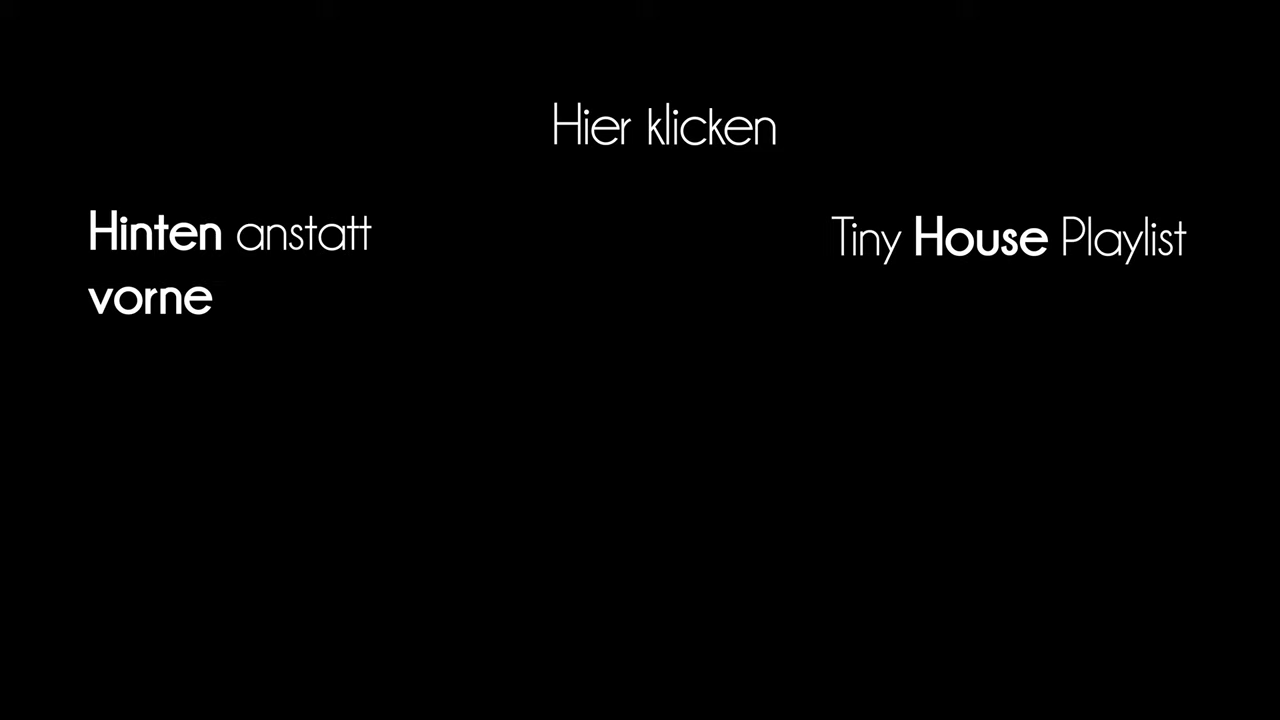 Hier klicken
Hinten anstatt
vorne
Tiny House Playlist